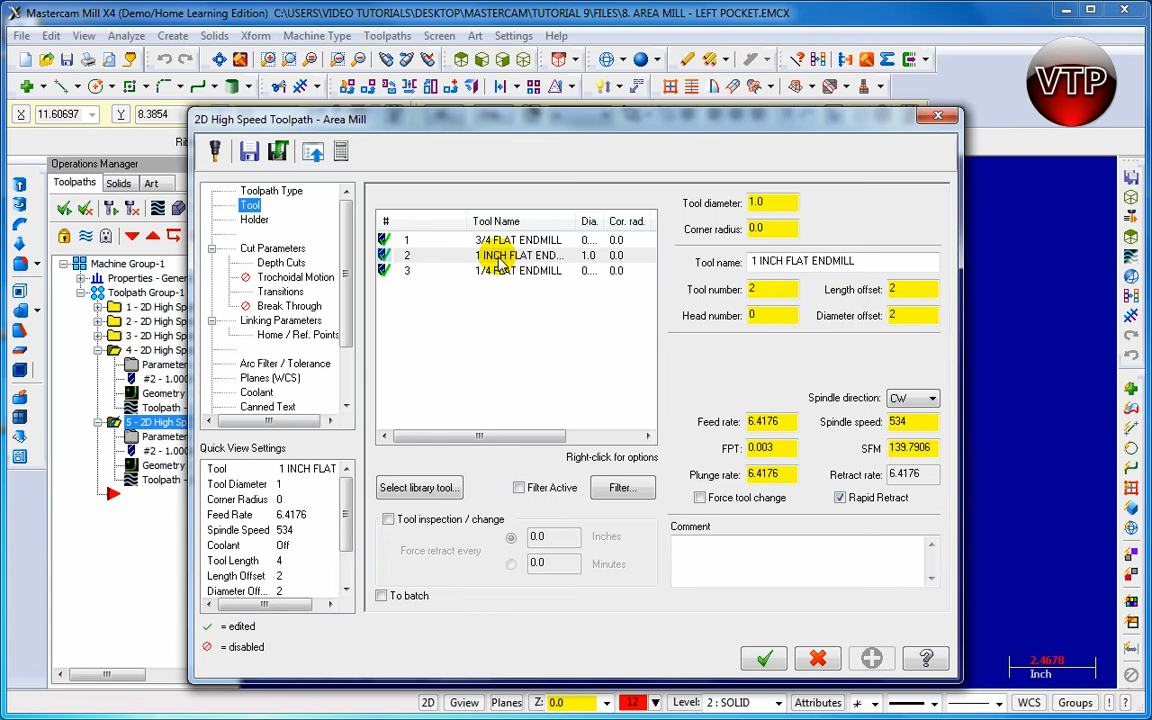 Mastercam Mill X4 (Demo/Home Learning Edition) C:\USERS\VIDEO TUTORIALS\DESKTOP\MASTERCAM\TUTORIAL 9\FILES\8. AREA MILL - LEFT POCKET.EMCX
File Edit View Analyze Create Solids Xform Machine Type Toolpaths Screen Art Settings Help
VTP
X 11.60697 Y 8.3854
2D High Speed Toolpath - Area Mill
Operations Manager
Toolpaths Solids Art
Machine Group-1
Properties - Gene
Toolpath Group-1
1 - 2D High Sp
2 - 2D High Sp
3 - 2D High Sp
4 - 2D High Sp
Parameter
#2 - 1.000
Geometry
Toolpath -
5 - 2D High Sp
Parameter
#2 - 1.000
Geometry
Toolpath -
Toolpath Type
Tool
Holder
Cut Parameters
Depth Cuts
Trochoidal Motion
Transitions
Break Through
Linking Parameters
Home / Ref. Points
Arc Filter / Tolerance
Planes (WCS)
Coolant
Canned Text
Quick View Settings
Tool 1 INCH FLAT
Tool Diameter 1
Corner Radius 0
Feed Rate 6.4176
Spindle Speed 534
Coolant Off
Tool Length 4
Length Offset 2
Diameter Off... 2
= edited
= disabled
# Tool Name Dia. Cor. rad.
1 3/4 FLAT ENDMILL 0.... 0.0
2 1 INCH FLAT END... 1.0 0.0
3 1/4 FLAT ENDMILL 0.... 0.0
Right-click for options
Select library tool... Filter Active Filter...
Tool inspection / change
Force retract every 0.0 Inches
0.0 Minutes
To batch
Tool diameter: 1.0
Corner radius: 0.0
Tool name: 1 INCH FLAT ENDMILL
Tool number: 2 Length offset: 2
Head number: 0 Diameter offset: 2
Spindle direction: CW
Feed rate: 6.4176 Spindle speed: 534
FPT: 0.003 SFM 139.7906
Plunge rate: 6.4176 Retract rate: 6.4176
Force tool change Rapid Retract
Comment
2.4678
Inch
2D Gview Planes Z: 0.0 12 Level: 2 : SOLID Attributes WCS Groups ! ?